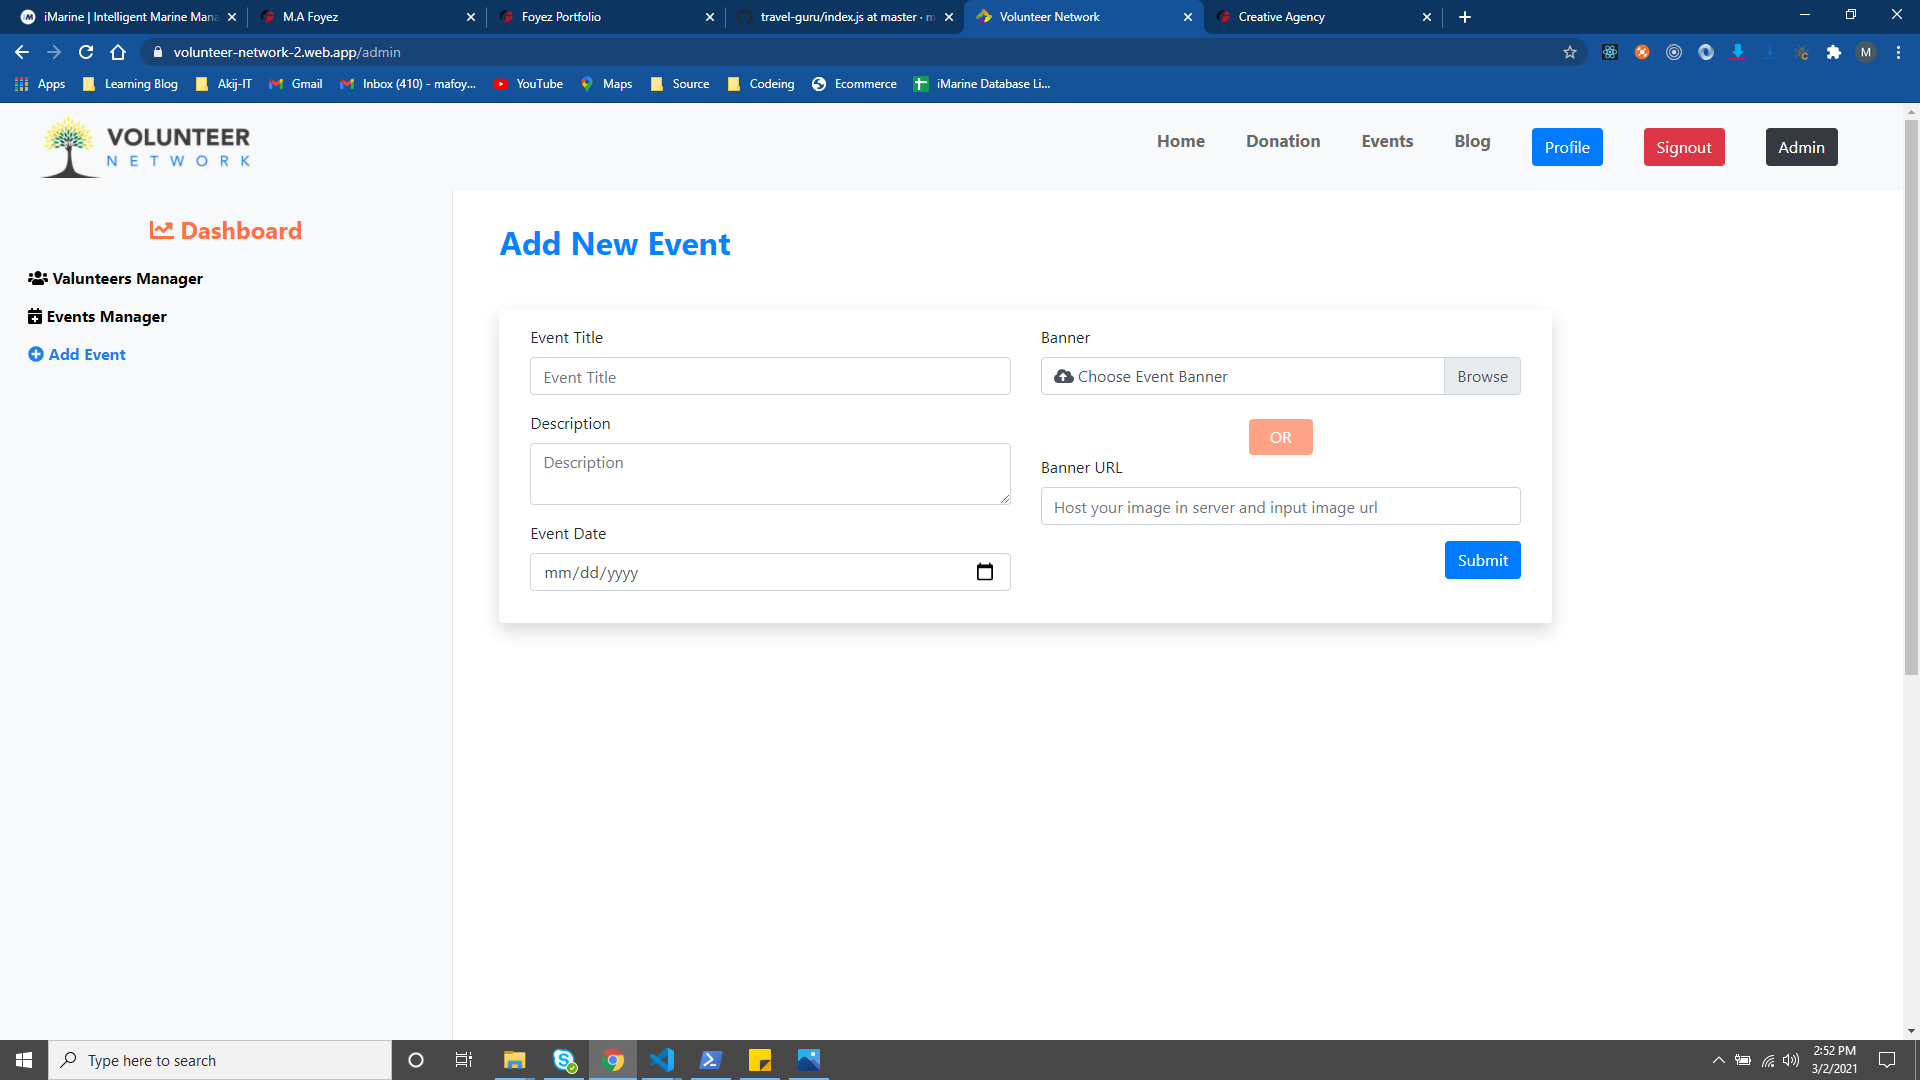 iMarine | Intelligent Marine Mana
M.A Foyez
Foyez Portfolio
travel-guru/index.js at master · m
Volunteer Network
Creative Agency
volunteer-network-2.web.app/admin
M
Apps
Learning Blog
Akij-IT
Gmail
Inbox (410) - mafoy...
YouTube
Maps
Source
Codeing
Ecommerce
iMarine Database Li...
VOLUNTEER
NETWORK
Home
Donation
Events
Blog
Profile
Signout
Admin
Dashboard
Valunteers Manager
Events Manager
Add Event
Add New Event
Event Title
Event Title
Description
Description
Event Date
mm/dd/yyyy
Banner
Choose Event Banner
Browse
OR
Banner URL
Host your image in server and input image url
Submit
Type here to search
2:52 PM
3/2/2021